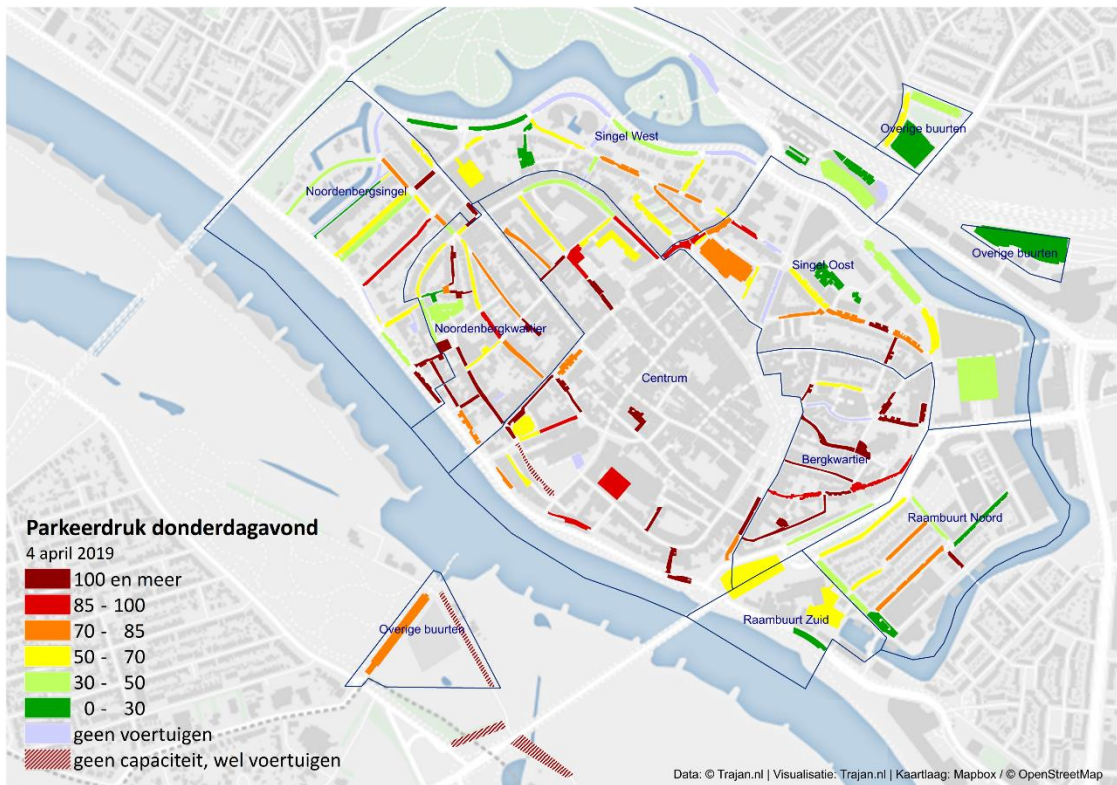 Overige buurten
Singel West
Noordenbergsingel
Overige buurten
Singel Oost
Noordenbergkwartier
Centrum
Bergkwartier
Raambuurt Noord
Raambuurt Zuid
Overige buurten
Parkeerdruk donderdagavond
4 april 2019
100 en meer
85 - 100
70 - 85
50 - 70
30 - 50
0 - 30
geen voertuigen
geen capaciteit, wel voertuigen
Data: © Trajan.nl | Visualisatie: Trajan.nl | Kaartlaag: Mapbox / © OpenStreetMap